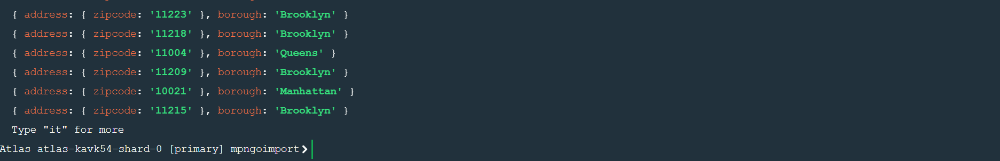 { address: { zipcode: '11223' }, borough: 'Brooklyn' }
{ address: { zipcode: '11218' }, borough: 'Brooklyn' }
{ address: { zipcode: '11004' }, borough: 'Queens' }
{ address: { zipcode: '11209' }, borough: 'Brooklyn' }
{ address: { zipcode: '10021' }, borough: 'Manhattan' }
{ address: { zipcode: '11215' }, borough: 'Brooklyn' }
Type "it" for more
Atlas atlas-kavk54-shard-0 [primary] mpngoimport>